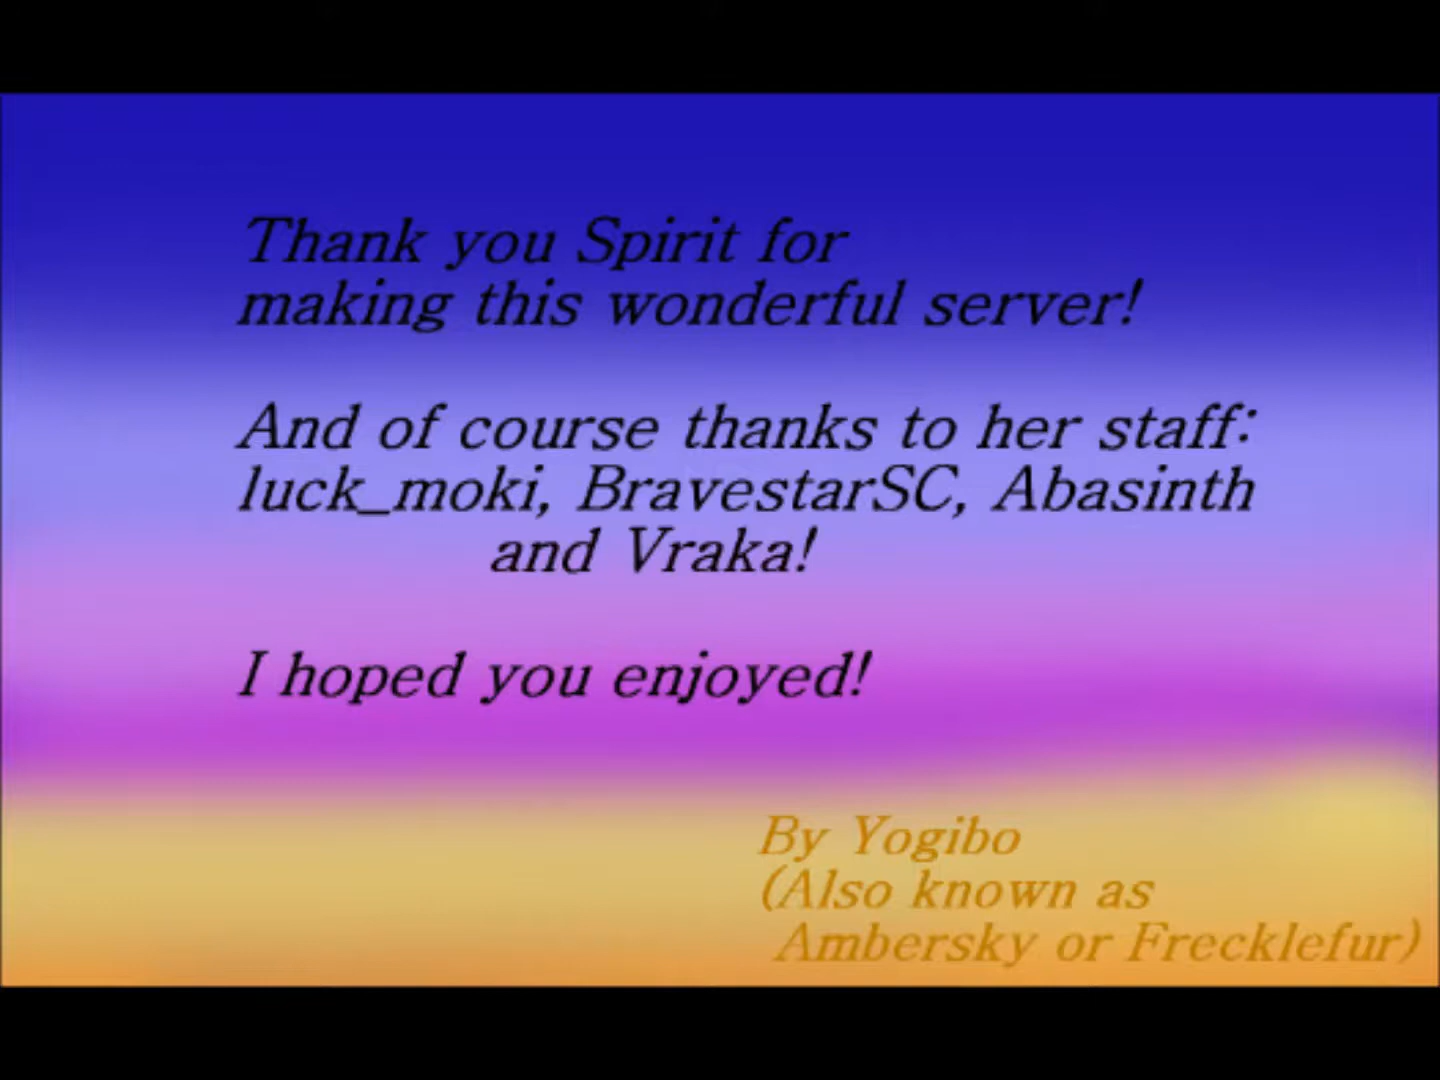 Thank you Spirit for
making this wonderful server!
And of course thanks to her staff:
luck_moki, BravestarSC, Abasinth
and Vraka!
I hoped you enjoyed!
By Yogibo
(Also known as
Ambersky or Frecklefur)